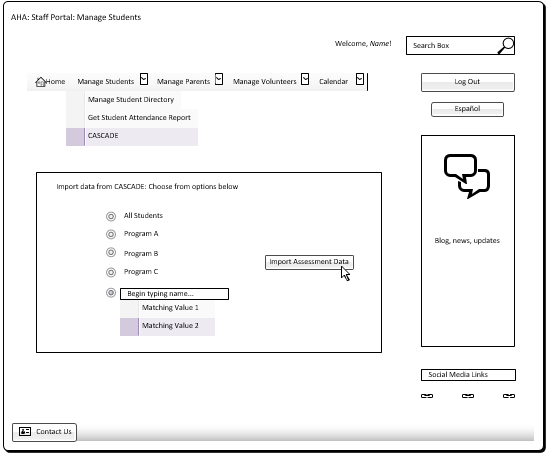 AHA: Staff Portal: Manage Students
Welcome, Name!
Search Box
Home Manage Students Manage Parents Manage Volunteers Calendar
Log Out
Manage Student Directory
Get Student Attendance Report
CASCADE
Español
Import data from CASCADE: Choose from options below
All Students
Program A
Program B
Program C
Begin typing name...
Matching Value 1
Matching Value 2
Import Assessment Data
Blog, news, updates
Social Media Links
Contact Us